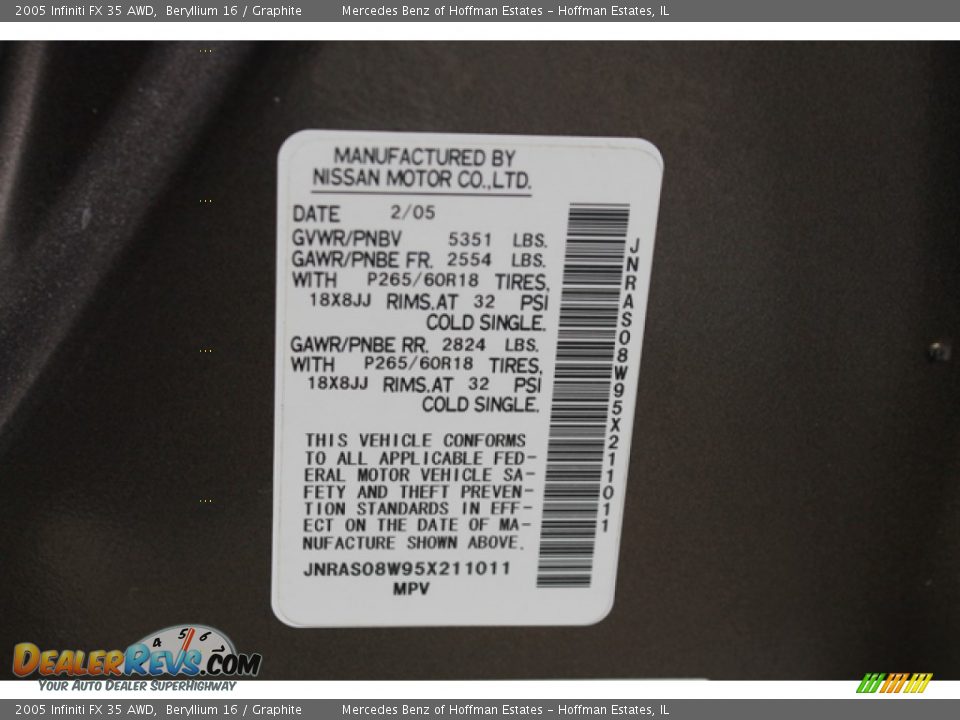 2005 Infiniti FX 35 AWD, Beryllium 16 / Graphite Mercedes Benz of Hoffman Estates - Hoffman Estates, IL
MANUFACTURED BY
NISSAN MOTOR CO.,LTD.
DATE 2/05
GVWR/PNBV 5351 LBS.
GAWR/PNBE FR. 2554 LBS.
WITH P265/60R18 TIRES,
18X8JJ RIMS,AT 32 PSI
COLD SINGLE.
GAWR/PNBE RR. 2824 LBS.
WITH P265/60R18 TIRES,
18X8JJ RIMS,AT 32 PSI
COLD SINGLE.
THIS VEHICLE CONFORMS
TO ALL APPLICABLE FED-
ERAL MOTOR VEHICLE SA-
FETY AND THEFT PREVEN-
TION STANDARDS IN EFF-
ECT ON THE DATE OF MA-
NUFACTURE SHOWN ABOVE.
JNRAS08W95X211011
MPV
JNRAS08W95X211011
4 5 6 7
DEALERREVS.COM
YOUR AUTO DEALER SUPERHIGHWAY
2005 Infiniti FX 35 AWD, Beryllium 16 / Graphite Mercedes Benz of Hoffman Estates - Hoffman Estates, IL